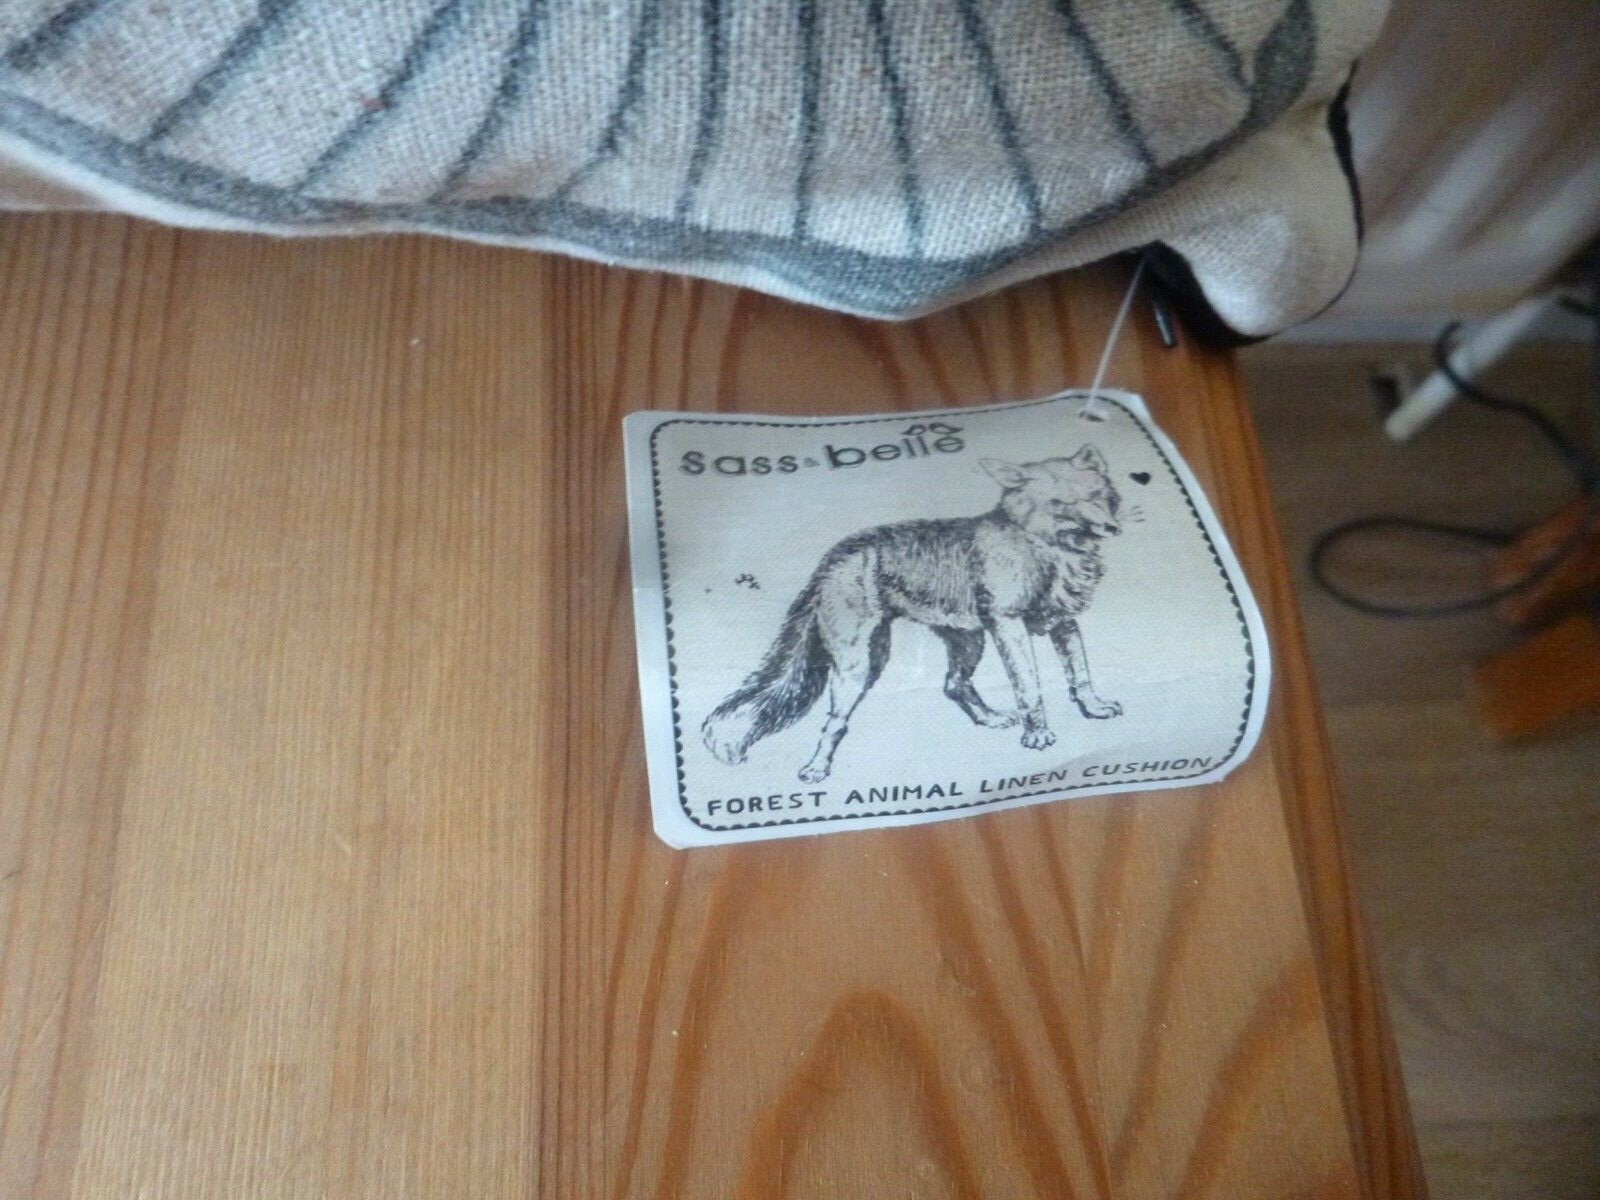 sass & belle
FOREST ANIMAL LINEN CUSHION